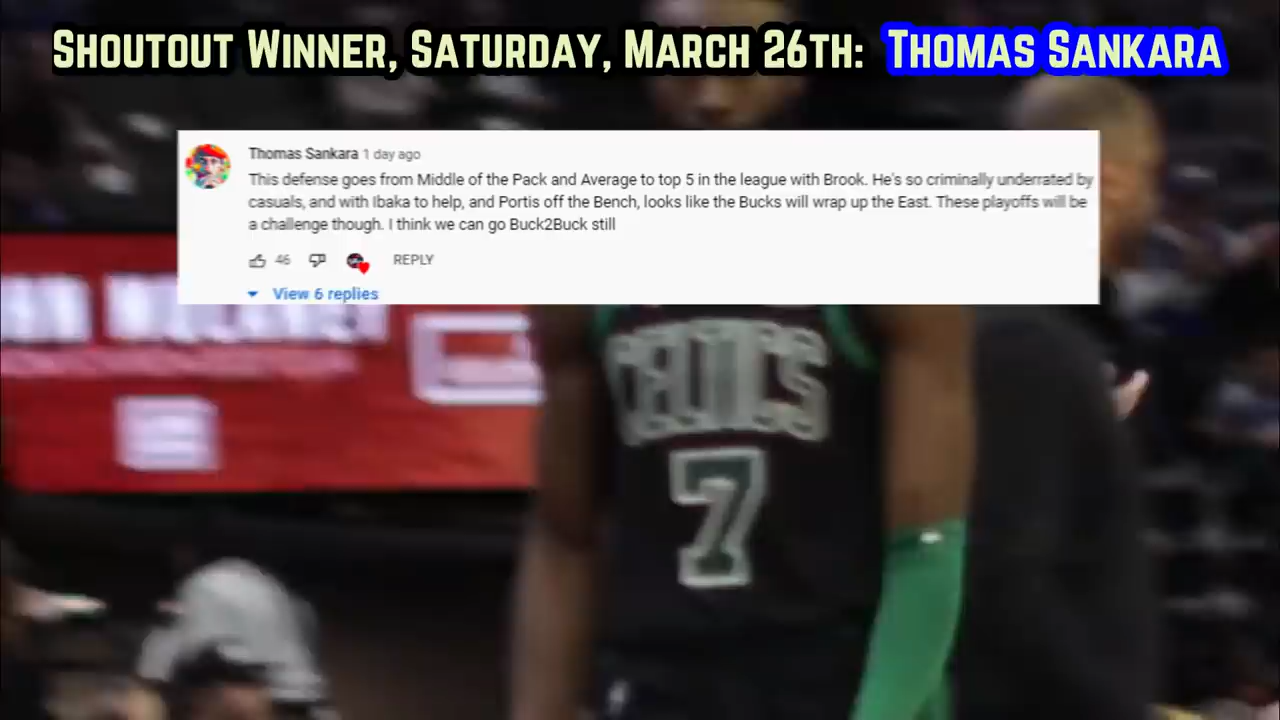 Shoutout Winner, Saturday, March 26th: Thomas Sankara
Thomas Sankara 1 day ago
This defense goes from Middle of the Pack and Average to top 5 in the league with Brook. He's so criminally underrated by
casuals, and with Ibaka to help, and Portis off the Bench, looks like the Bucks will wrap up the East. These playoffs will be
a challenge though. I think we can go Buck2Buck still
46 REPLY
View 6 replies
CELTICS
7